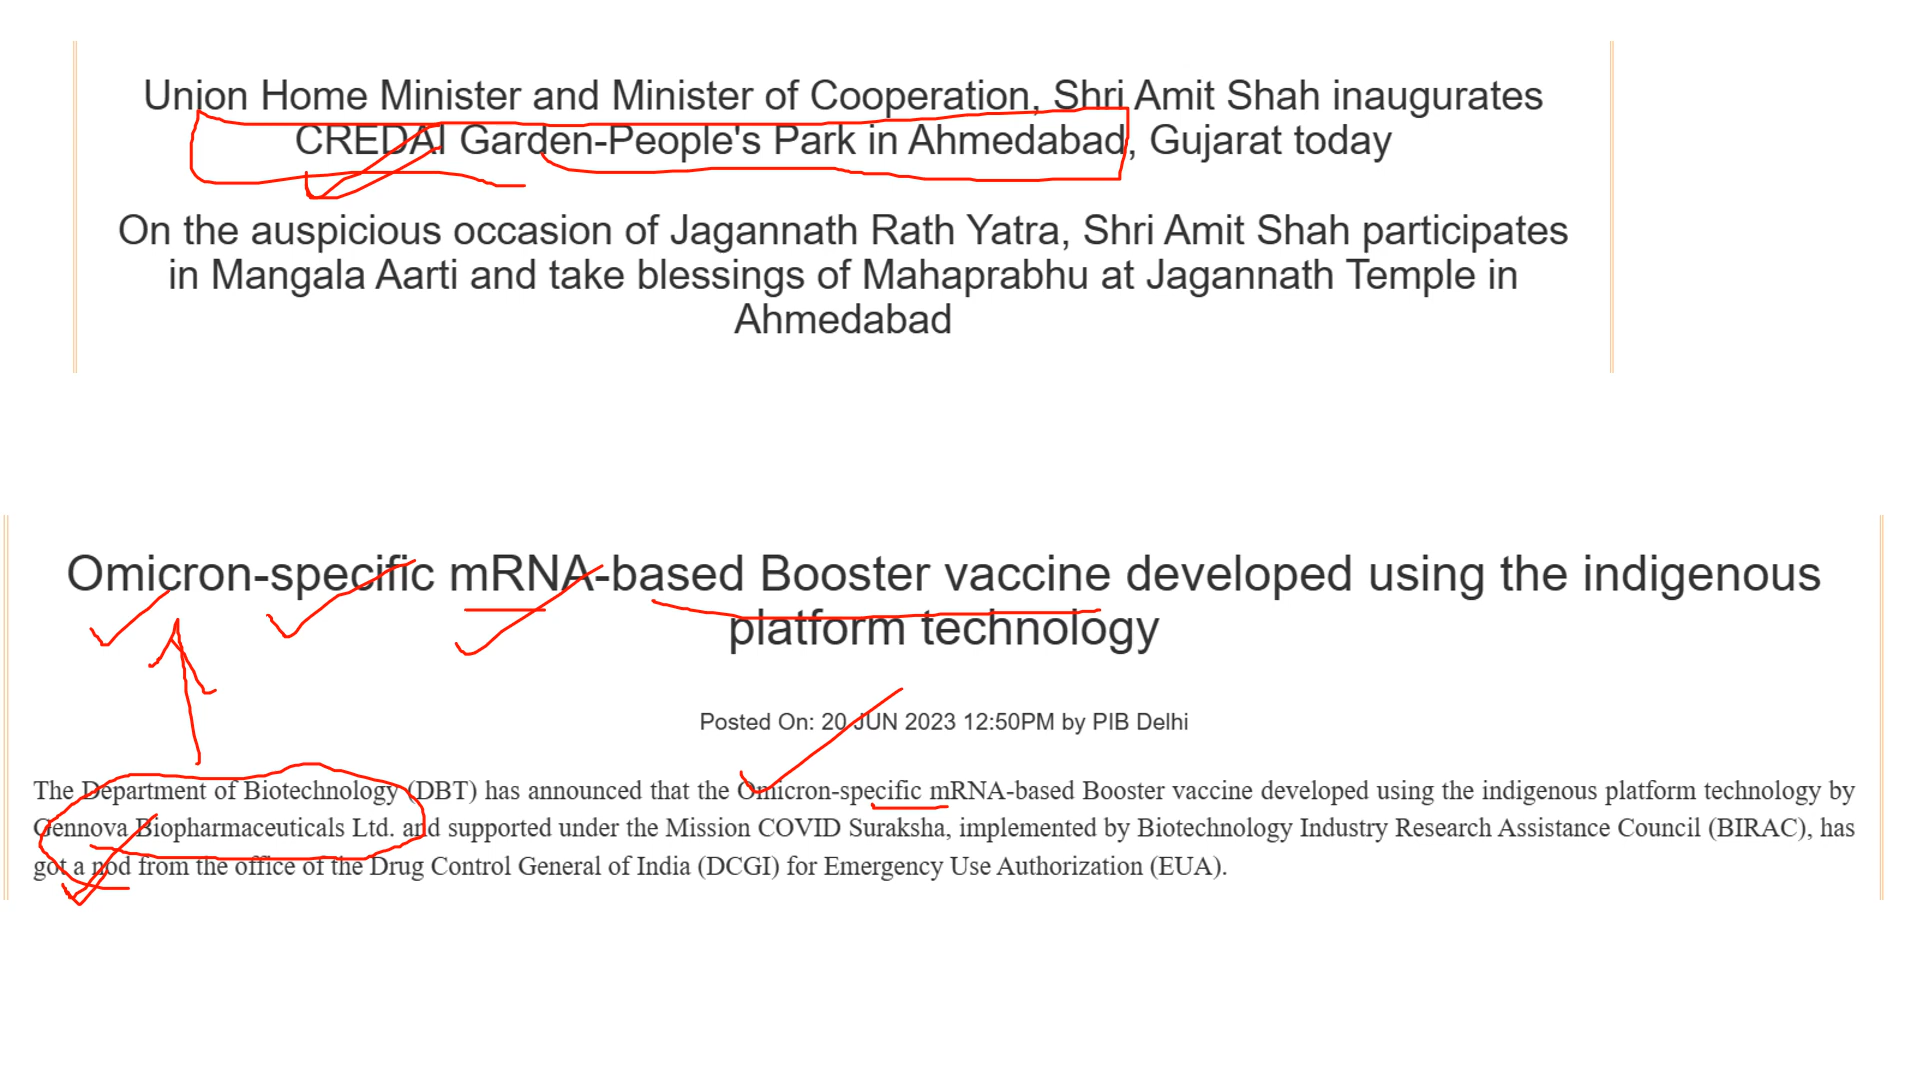 Union Home Minister and Minister of Cooperation, Shri Amit Shah inaugurates
CREDAI Garden-People's Park in Ahmedabad, Gujarat today
On the auspicious occasion of Jagannath Rath Yatra, Shri Amit Shah participates
in Mangala Aarti and take blessings of Mahaprabhu at Jagannath Temple in
Ahmedabad
Omicron-specific mRNA-based Booster vaccine developed using the indigenous
platform technology
Posted On: 20 JUN 2023 12:50PM by PIB Delhi
The Department of Biotechnology (DBT) has announced that the Omicron-specific mRNA-based Booster vaccine developed using the indigenous platform technology by
Gennova Biopharmaceuticals Ltd. and supported under the Mission COVID Suraksha, implemented by Biotechnology Industry Research Assistance Council (BIRAC), has
got a nod from the office of the Drug Control General of India (DCGI) for Emergency Use Authorization (EUA).